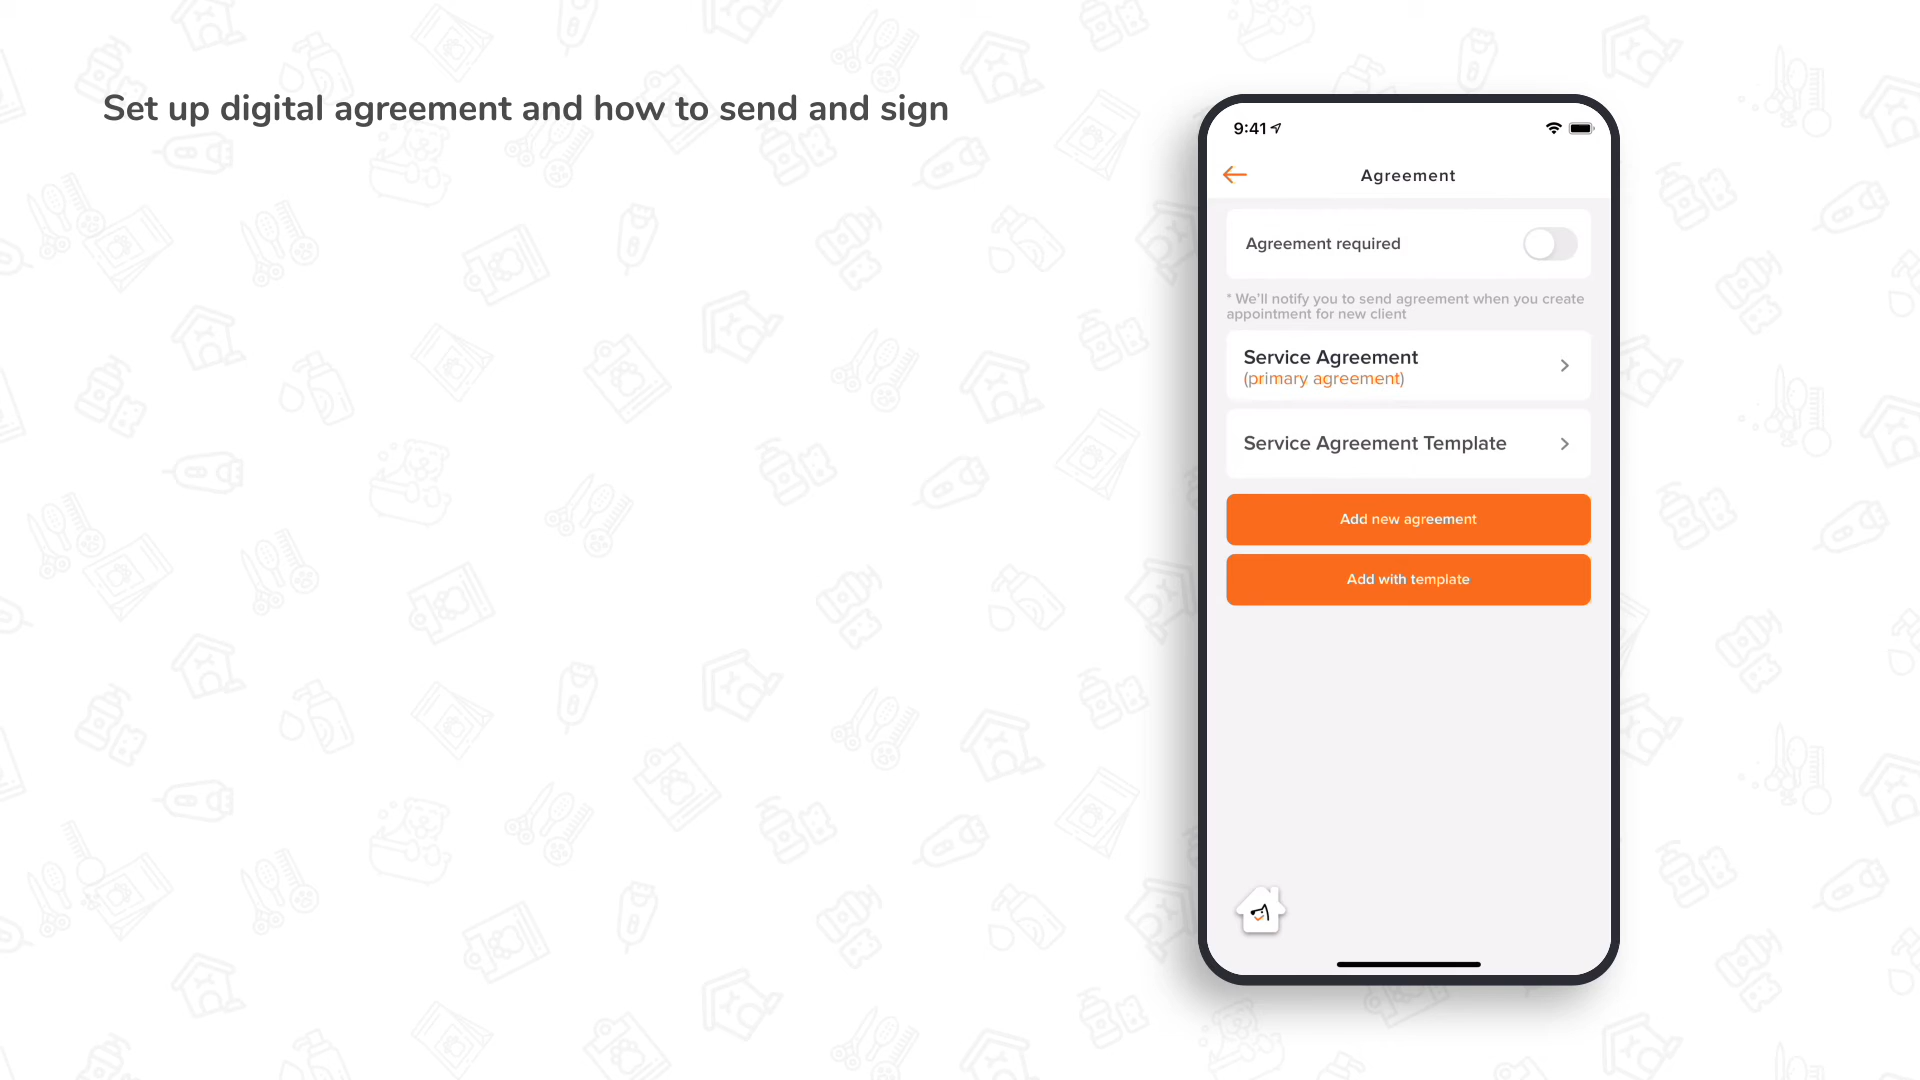 Set up digital agreement and how to send and sign
9:41
Agreement
Agreement required
* We'll notify you to send agreement when you create
appointment for new client
Service Agreement
(primary agreement)
Service Agreement Template
Add new agreement
Add with template